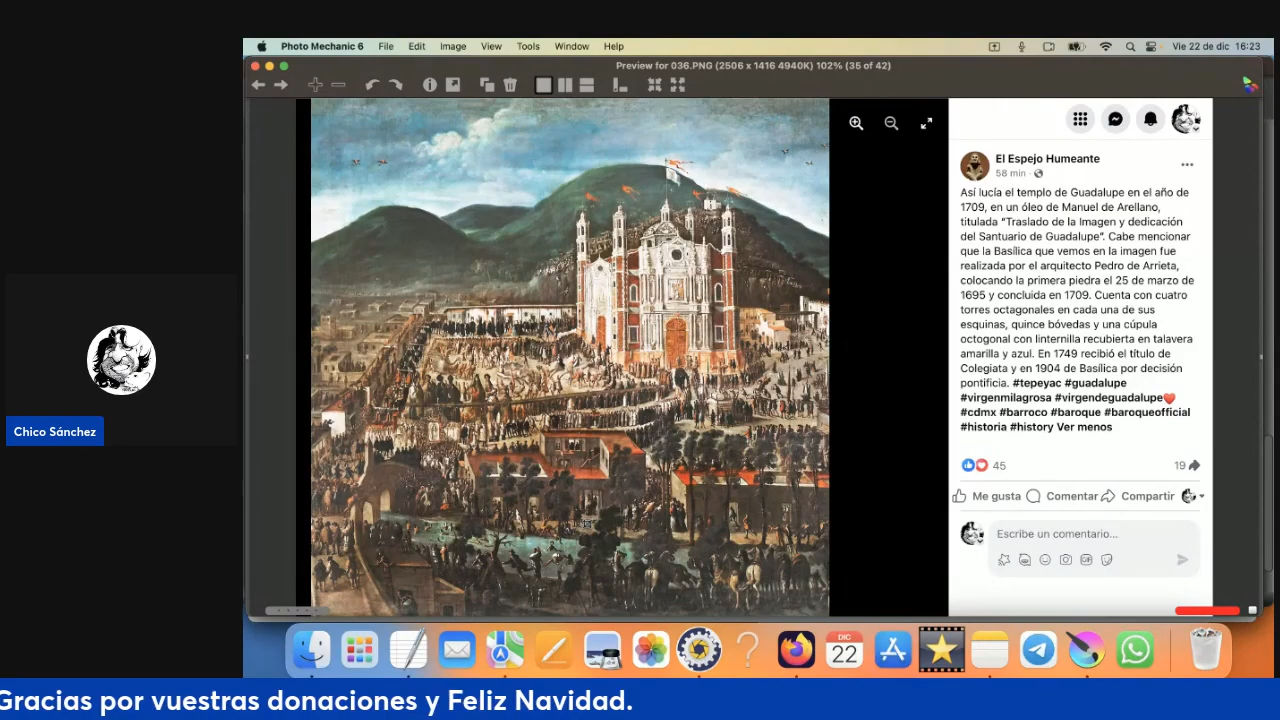 Photo Mechanic 6 File Edit Image View Tools Window Help
Vie 22 de dic 16:23
Preview for 036.PNG (2506 x 1416 4940K) 102% (35 of 42)
El Espejo Humeante
58 min ·
Así lucía el templo de Guadalupe en el año de
1709, en un óleo de Manuel de Arellano,
titulada “Traslado de la Imagen y dedicación
del Santuario de Guadalupe”. Cabe mencionar
que la Basílica que vemos en la imagen fue
realizada por el arquitecto Pedro de Arrieta,
colocando la primera piedra el 25 de marzo de
1695 y concluida en 1709. Cuenta con cuatro
torres octagonales en cada una de sus
esquinas, quince bóvedas y una cúpula
octogonal con linternilla recubierta en talavera
amarilla y azul. En 1749 recibió el título de
Colegiata y en 1904 de Basílica por decisión
pontificia. #tepeyac #guadalupe
#virgenmilagrosa #virgendeguadalupe❤️
#cdmx #barroco #baroque #baroqueofficial
#historia #history Ver menos
45
19
Me gusta Comentar Compartir
Escribe un comentario...
GIF
Chico Sánchez
DIC
22
Gracias por vuestras donaciones y Feliz Navidad.